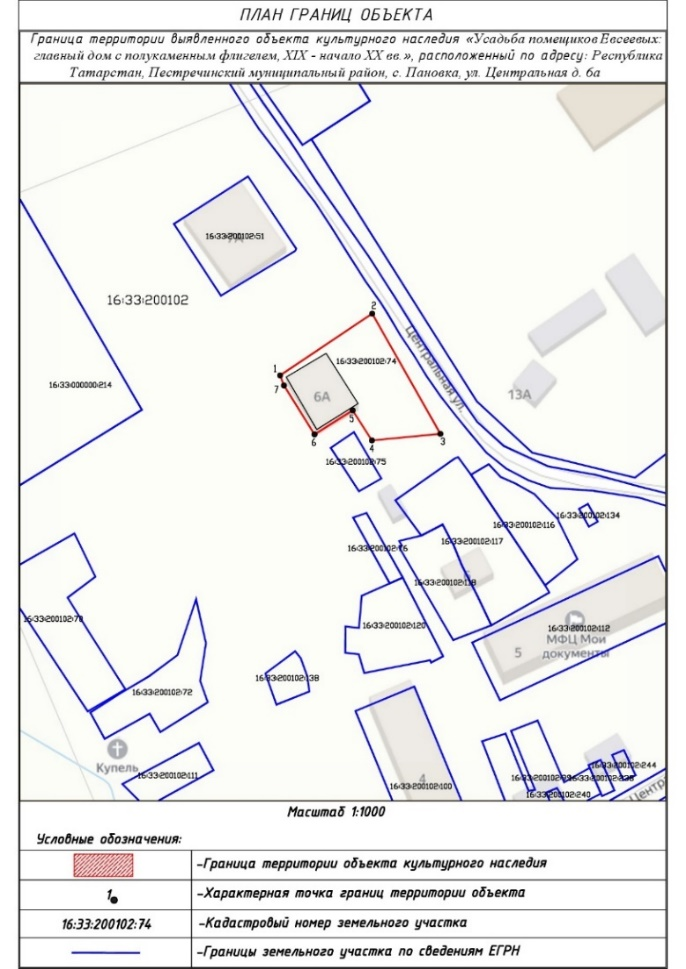 ПЛАН ГРАНИЦ ОБЪЕКТА
Граница территории выявленного объекта культурного наследия «Усадьба помещиков Евсеевых:
главный дом с полукаменным флигелем, XIX - начало XX вв.», расположенный по адресу: Республика
Татарстан, Пестречинский муниципальный район, с. Пановка, ул. Центральная д. 6а
16:33:200102:51
16:33:200102
2
Центральная ул.
1
16:33:200102:74
7
6А
16:33:000000:214
13А
5
6
4
3
16:33:200102:75
16:33:200102:134
16:33:200102:116
16:33:200102:117
16:33:200102:76
16:33:200102:118
16:33:200102:120
16:33:200102:112
МФЦ Мои
документы
5
16:33:200102:72
16:33:200102:138
Купель
16:33:200102:111
4
16:33:200102:100
16:33:200102:244
16:33:200102:240
Центр
Масштаб 1:1000
Условные обозначения:
-Граница территории объекта культурного наследия
1 -Характерная точка границ территории объекта
16:33:200102:74 -Кадастровый номер земельного участка
-Границы земельного участка по сведениям ЕГРН